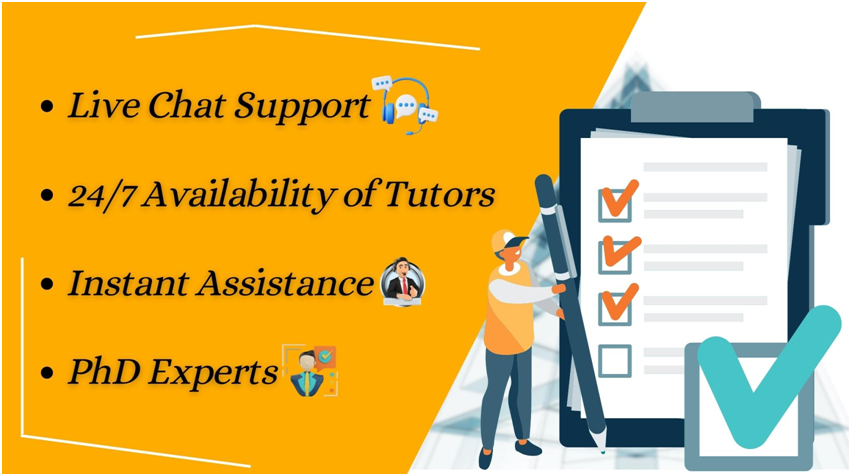 Live Chat Support
24/7 Availability of Tutors
Instant Assistance
PhD Experts